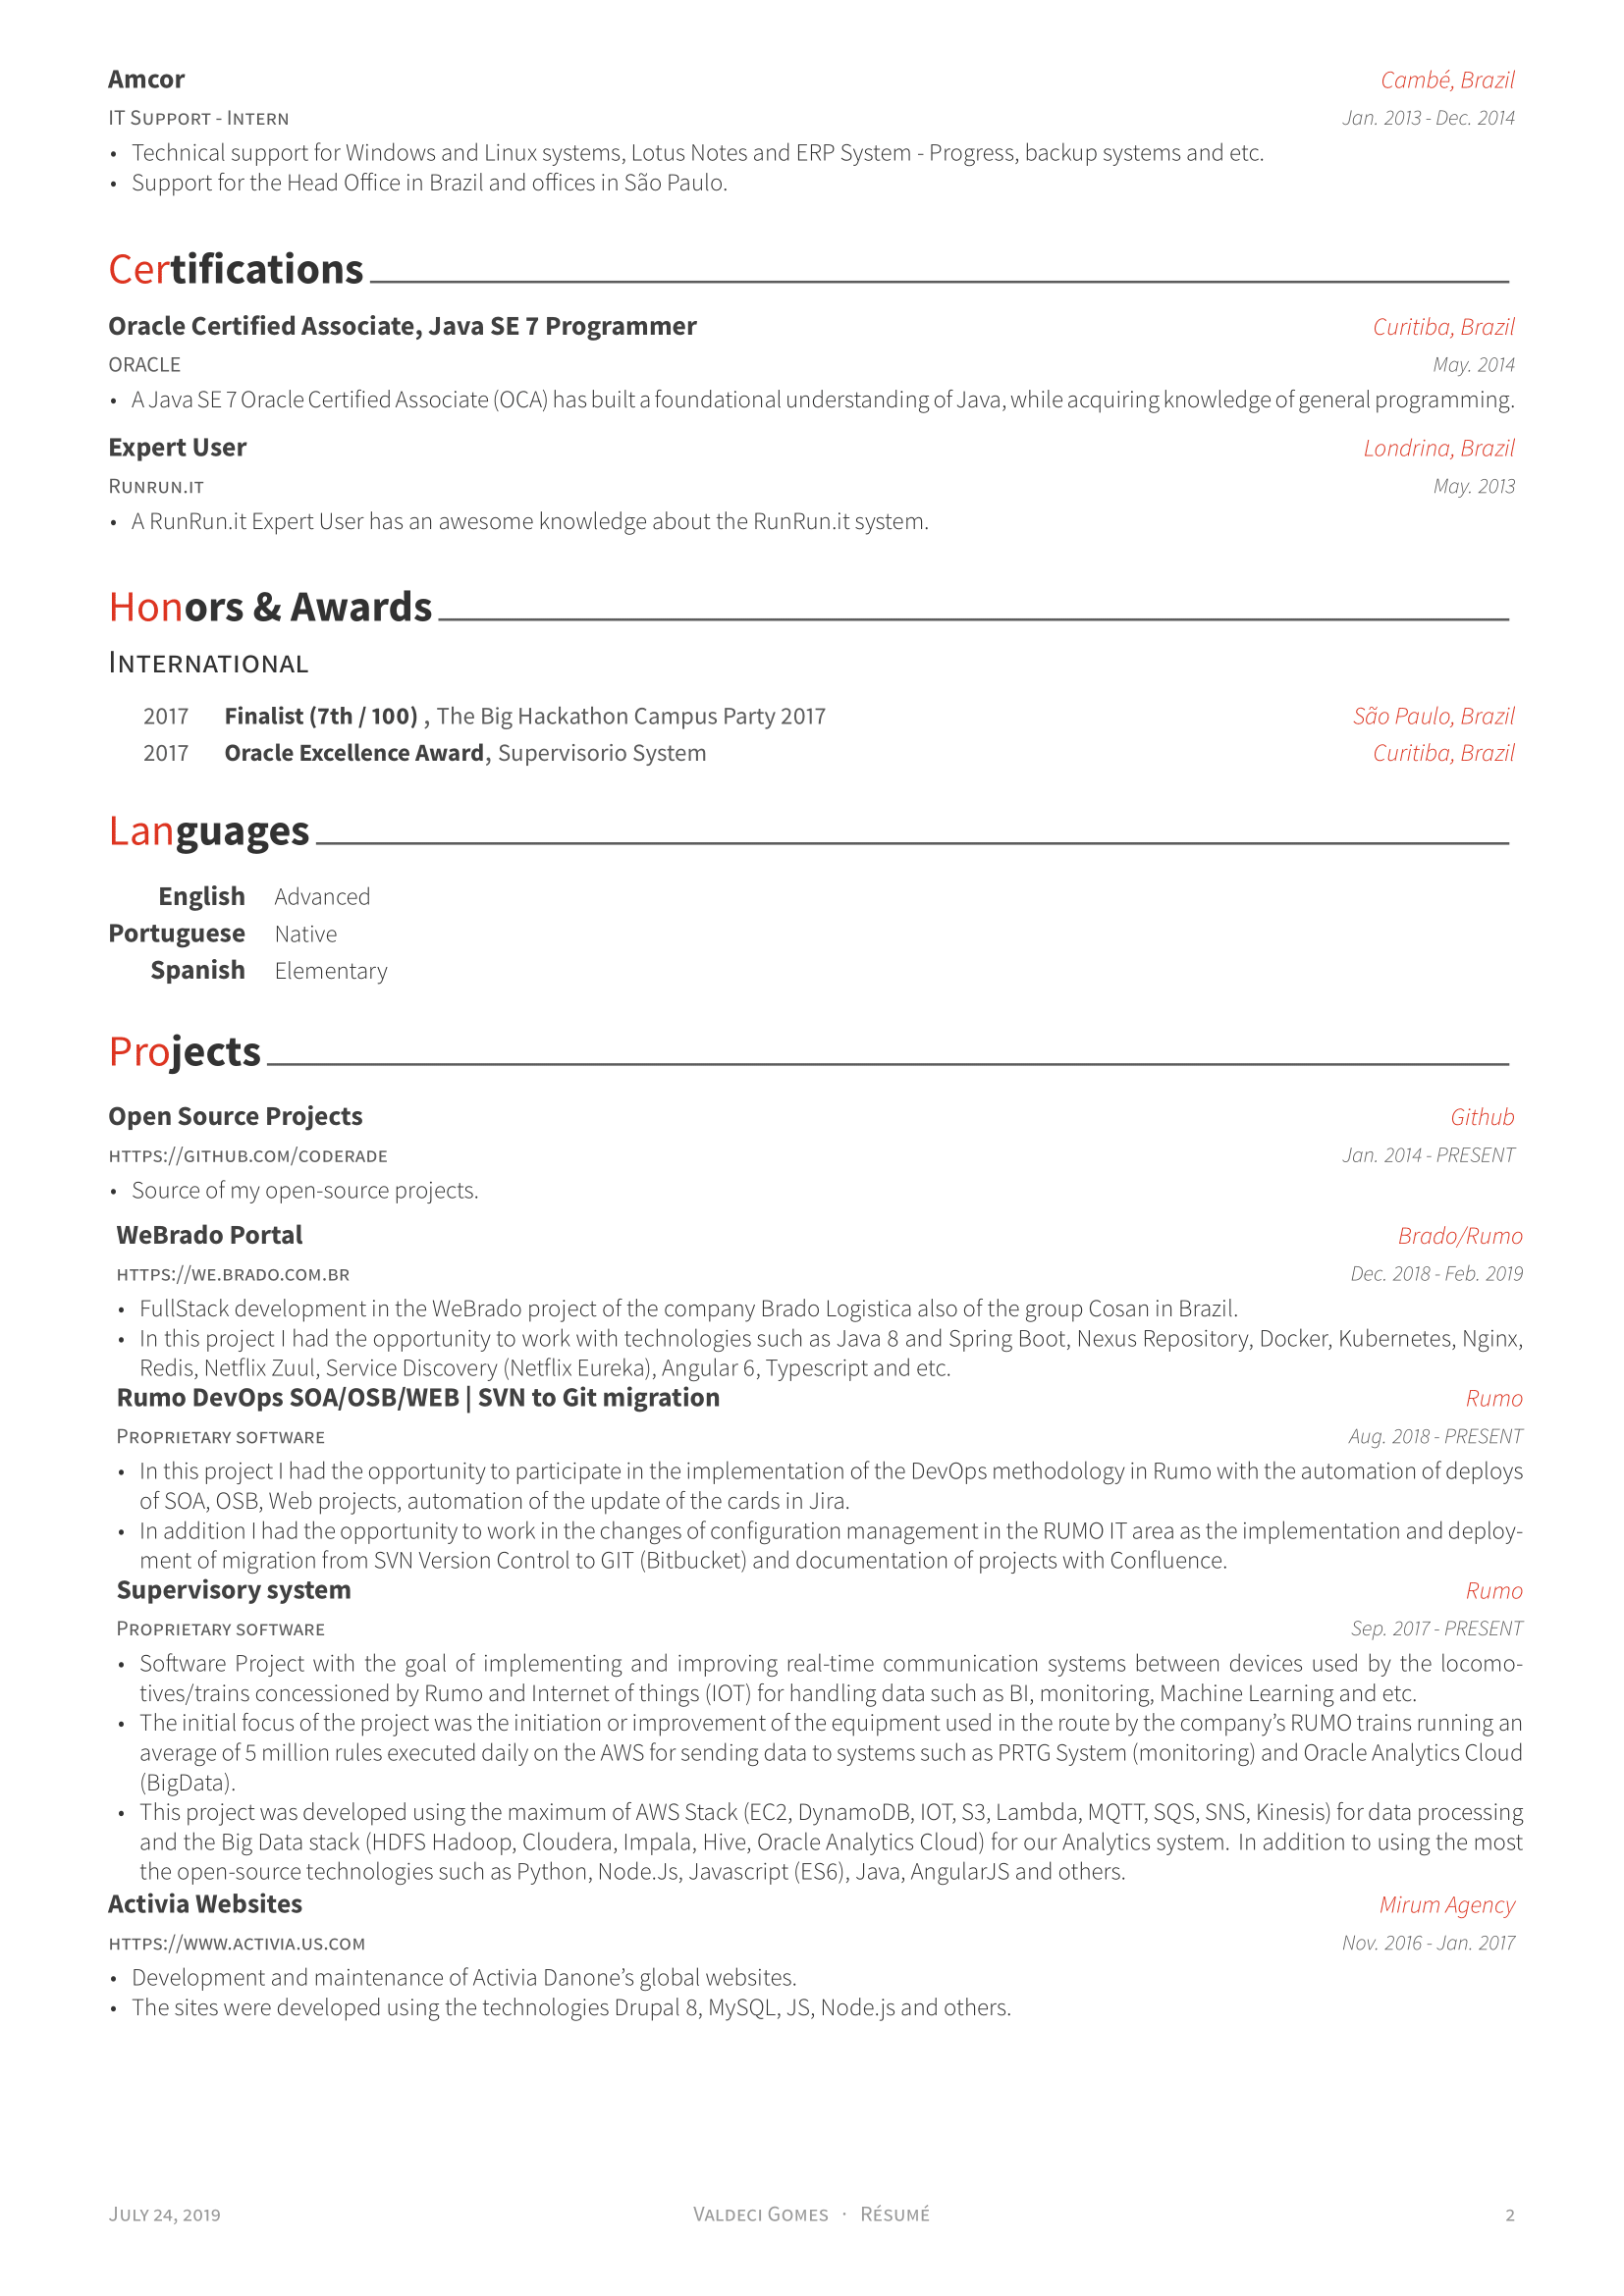 Amcor Cambé, Brazil
IT Support - Intern Jan. 2013 - Dec. 2014
• Technical support for Windows and Linux systems, Lotus Notes and ERP System - Progress, backup systems and etc.
• Support for the Head Office in Brazil and offices in São Paulo.
Certifications
Oracle Certified Associate, Java SE 7 Programmer Curitiba, Brazil
ORACLE May. 2014
• A Java SE 7 Oracle Certified Associate (OCA) has built a foundational understanding of Java, while acquiring knowledge of general programming.
Expert User Londrina, Brazil
Runrun.it May. 2013
• A RunRun.it Expert User has an awesome knowledge about the RunRun.it system.
Honors & Awards
International
2017 Finalist (7th / 100) , The Big Hackathon Campus Party 2017 São Paulo, Brazil
2017 Oracle Excellence Award, Supervisorio System Curitiba, Brazil
Languages
English Advanced
Portuguese Native
Spanish Elementary
Projects
Open Source Projects Github
https://github.com/coderade Jan. 2014 - PRESENT
• Source of my open-source projects.
WeBrado Portal Brado/Rumo
https://we.brado.com.br Dec. 2018 - Feb. 2019
• FullStack development in the WeBrado project of the company Brado Logistica also of the group Cosan in Brazil.
• In this project I had the opportunity to work with technologies such as Java 8 and Spring Boot, Nexus Repository, Docker, Kubernetes, Nginx,
Redis, Netflix Zuul, Service Discovery (Netflix Eureka), Angular 6, Typescript and etc.
Rumo DevOps SOA/OSB/WEB | SVN to Git migration Rumo
Proprietary software Aug. 2018 - PRESENT
• In this project I had the opportunity to participate in the implementation of the DevOps methodology in Rumo with the automation of deploys
of SOA, OSB, Web projects, automation of the update of the cards in Jira.
• In addition I had the opportunity to work in the changes of configuration management in the RUMO IT area as the implementation and deploy-
ment of migration from SVN Version Control to GIT (Bitbucket) and documentation of projects with Confluence.
Supervisory system Rumo
Proprietary software Sep. 2017 - PRESENT
• Software Project with the goal of implementing and improving real-time communication systems between devices used by the locomo-
tives/trains concessioned by Rumo and Internet of things (IOT) for handling data such as BI, monitoring, Machine Learning and etc.
• The initial focus of the project was the initiation or improvement of the equipment used in the route by the company's RUMO trains running an
average of 5 million rules executed daily on the AWS for sending data to systems such as PRTG System (monitoring) and Oracle Analytics Cloud
(BigData).
• This project was developed using the maximum of AWS Stack (EC2, DynamoDB, IOT, S3, Lambda, MQTT, SQS, SNS, Kinesis) for data processing
and the Big Data stack (HDFS Hadoop, Cloudera, Impala, Hive, Oracle Analytics Cloud) for our Analytics system. In addition to using the most
the open-source technologies such as Python, Node.Js, Javascript (ES6), Java, AngularJS and others.
Activia Websites Mirum Agency
https://www.activia.us.com Nov. 2016 - Jan. 2017
• Development and maintenance of Activia Danone's global websites.
• The sites were developed using the technologies Drupal 8, MySQL, JS, Node.js and others.
July 24, 2019 Valdeci Gomes · Résumé 2